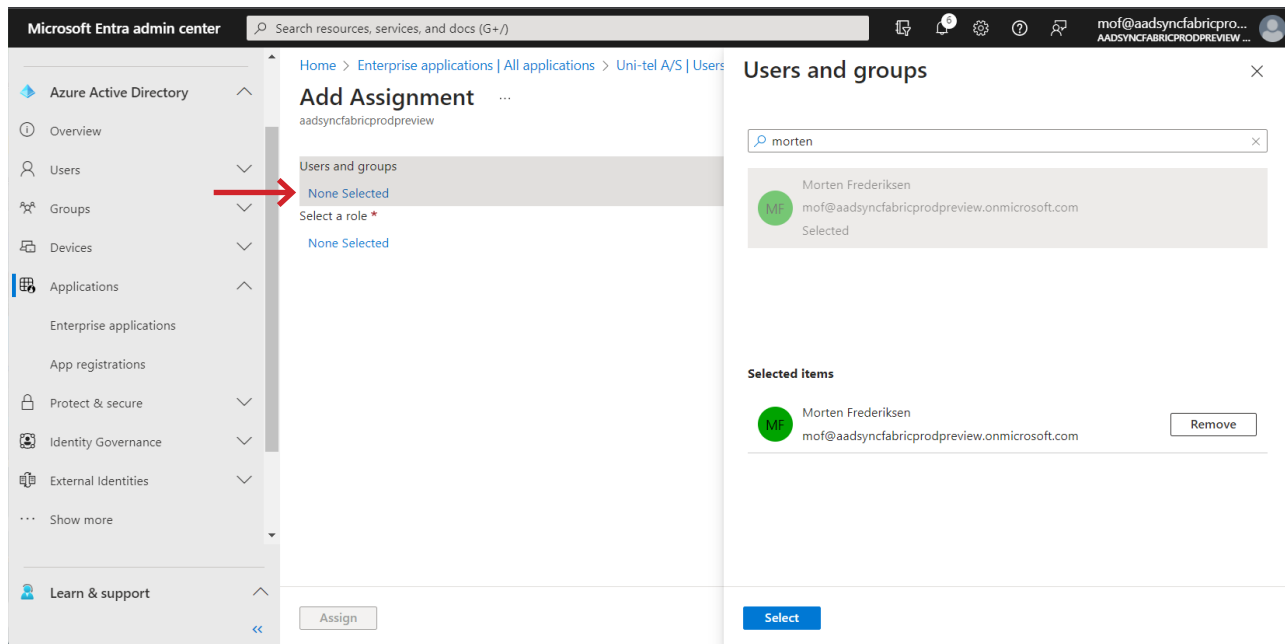 Microsoft Entra admin center
Search resources, services, and docs (G+/)
6
mof@aadsyncfabricpro...
AADSYNCFABRICPRODPREVIEW ...
Azure Active Directory
Overview
Users
Groups
Devices
Applications
Enterprise applications
App registrations
Protect & secure
Identity Governance
External Identities
... Show more
Learn & support
«
Home > Enterprise applications | All applications > Uni-tel A/S | Users
Add Assignment ...
aadsyncfabricprodpreview
Users and groups
None Selected
Select a role *
None Selected
Assign
Users and groups
morten
MF
Morten Frederiksen
mof@aadsyncfabricprodpreview.onmicrosoft.com
Selected
Selected items
MF
Morten Frederiksen
mof@aadsyncfabricprodpreview.onmicrosoft.com
Remove
Select